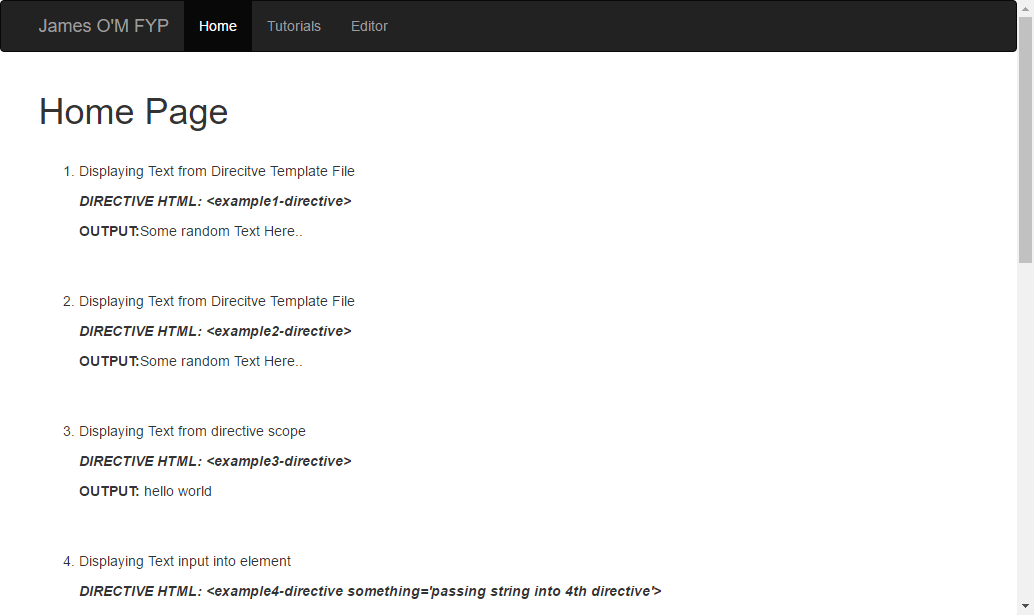 James O'M FYP Home Tutorials Editor
Home Page
1. Displaying Text from Direcitve Template File
DIRECTIVE HTML: <example1-directive>
OUTPUT:Some random Text Here..
2. Displaying Text from Direcitve Template File
DIRECTIVE HTML: <example2-directive>
OUTPUT:Some random Text Here..
3. Displaying Text from directive scope
DIRECTIVE HTML: <example3-directive>
OUTPUT: hello world
4. Displaying Text input into element
DIRECTIVE HTML: <example4-directive something='passing string into 4th directive'>